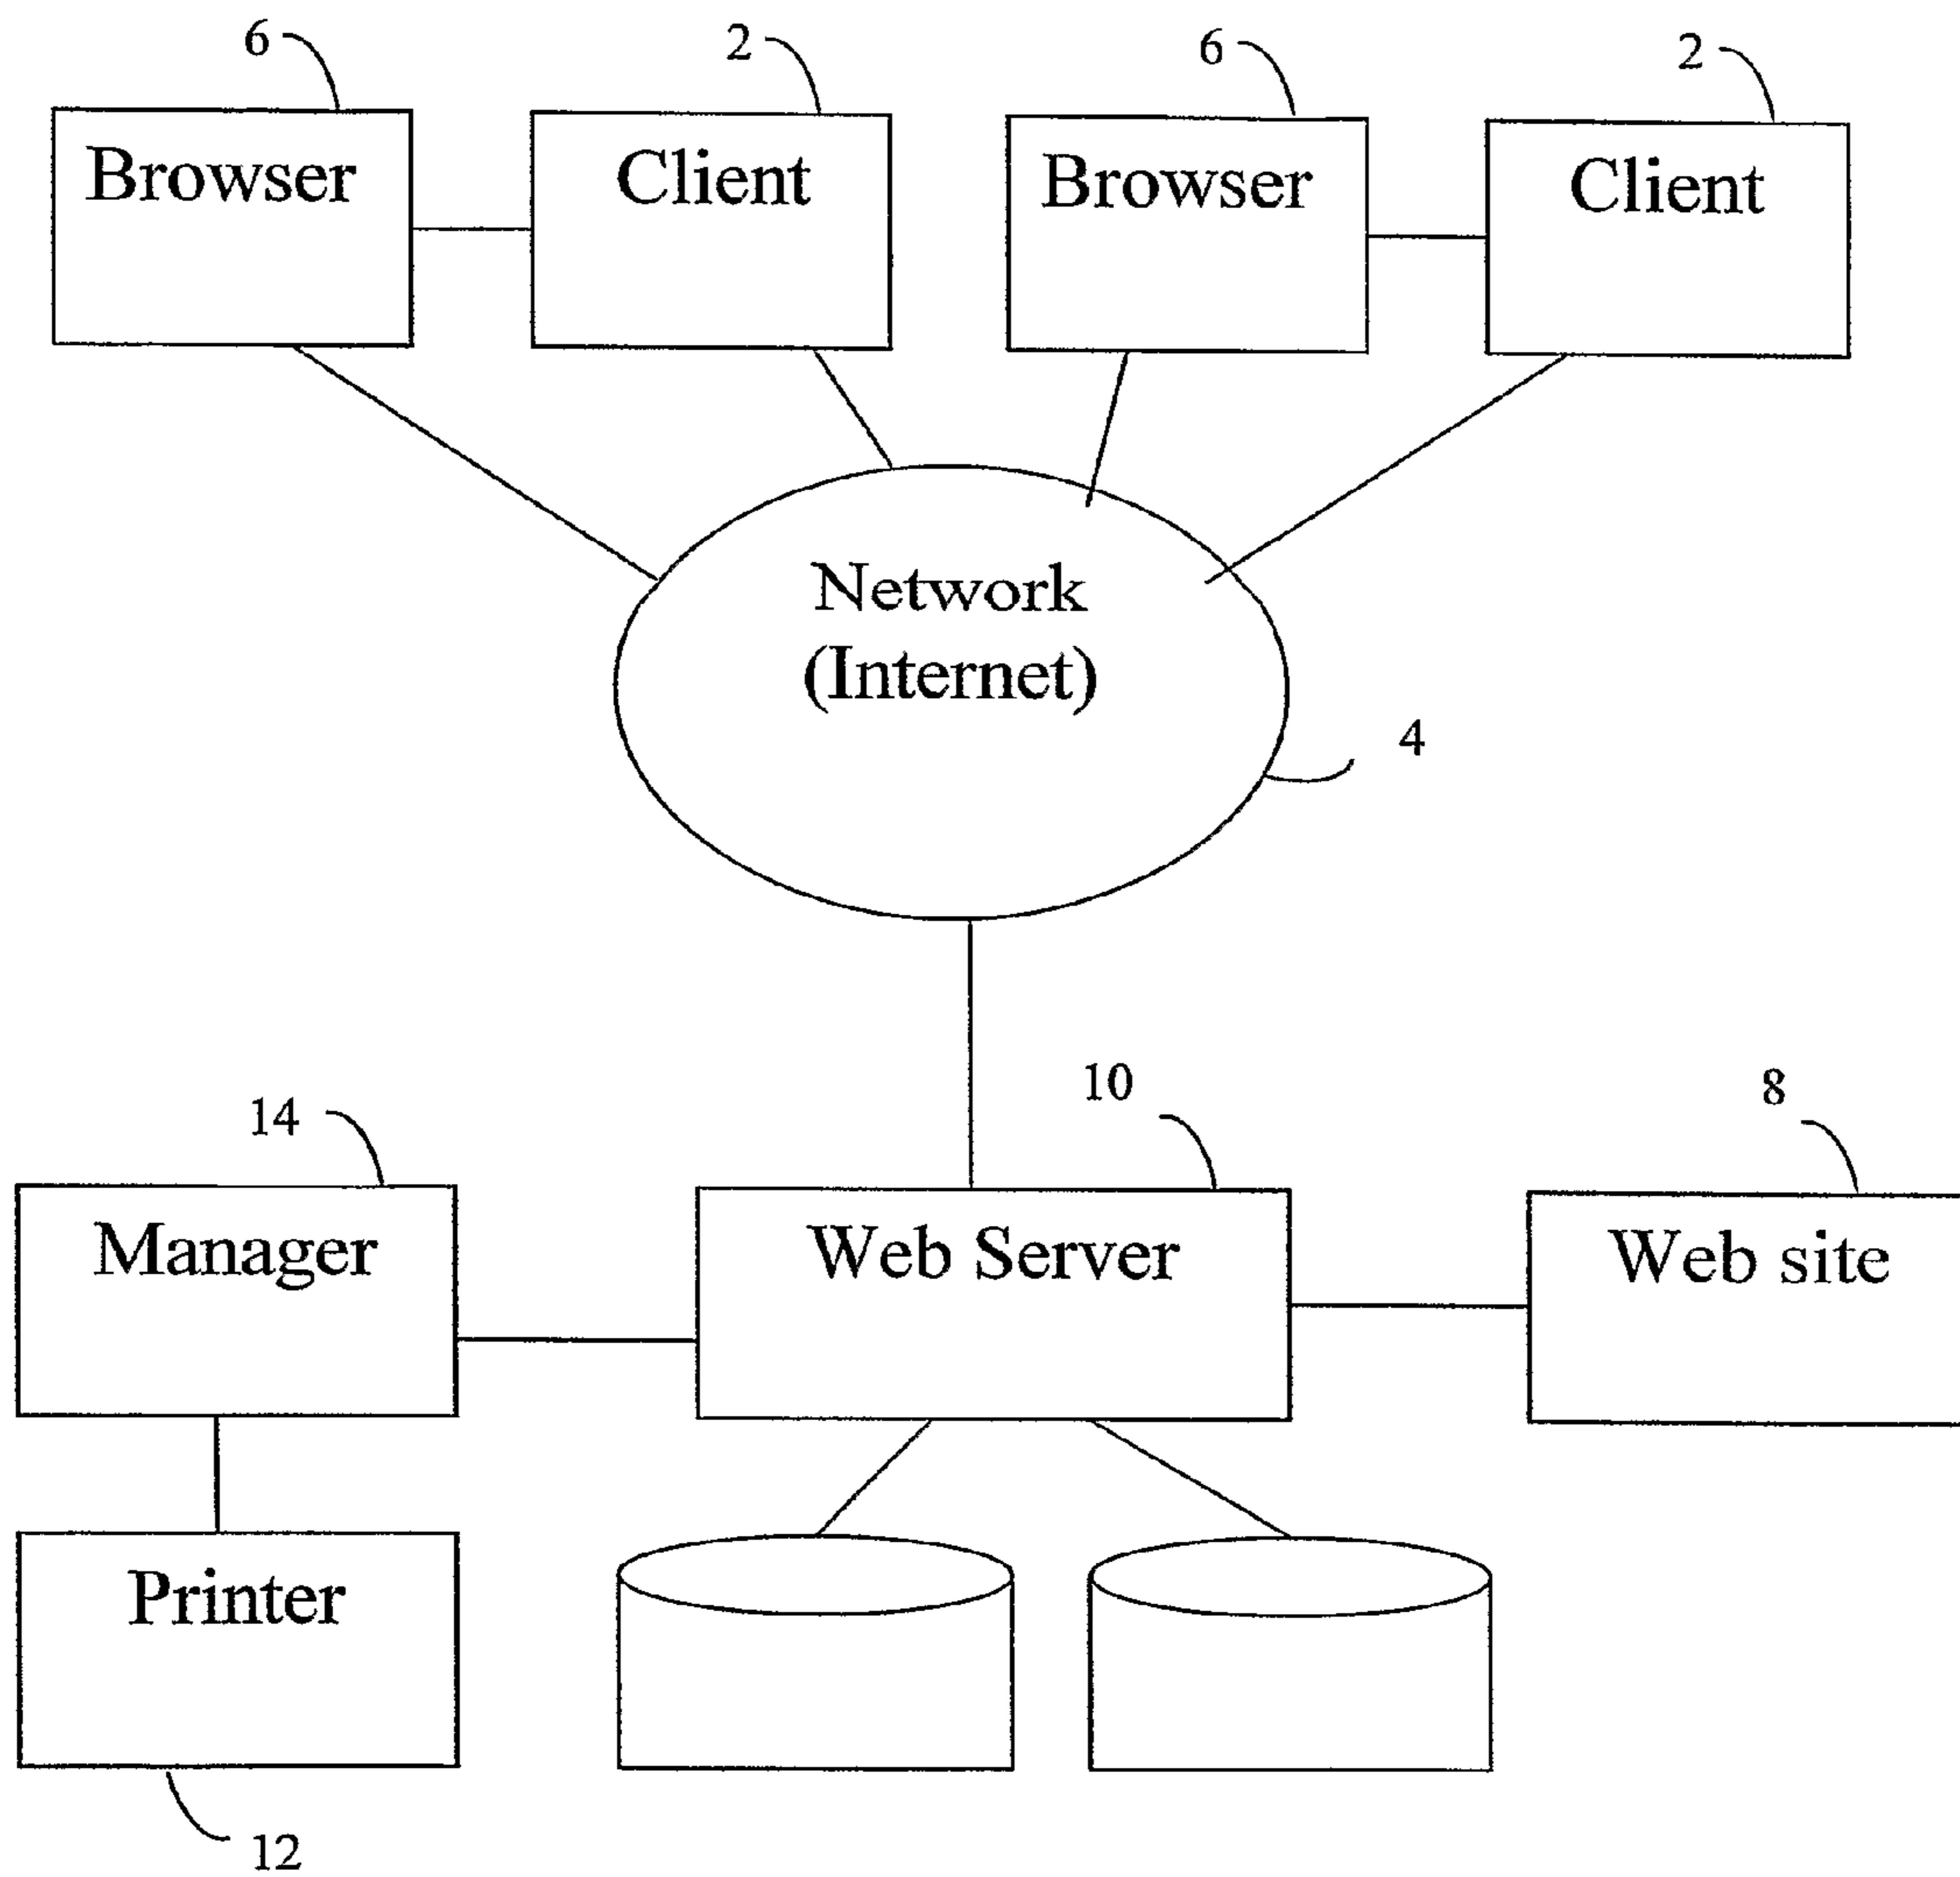 6
2
6
2
Browser
Client
Browser
Client
Network
(Internet)
4
14
10
8
Manager
Web Server
Web site
Printer
12